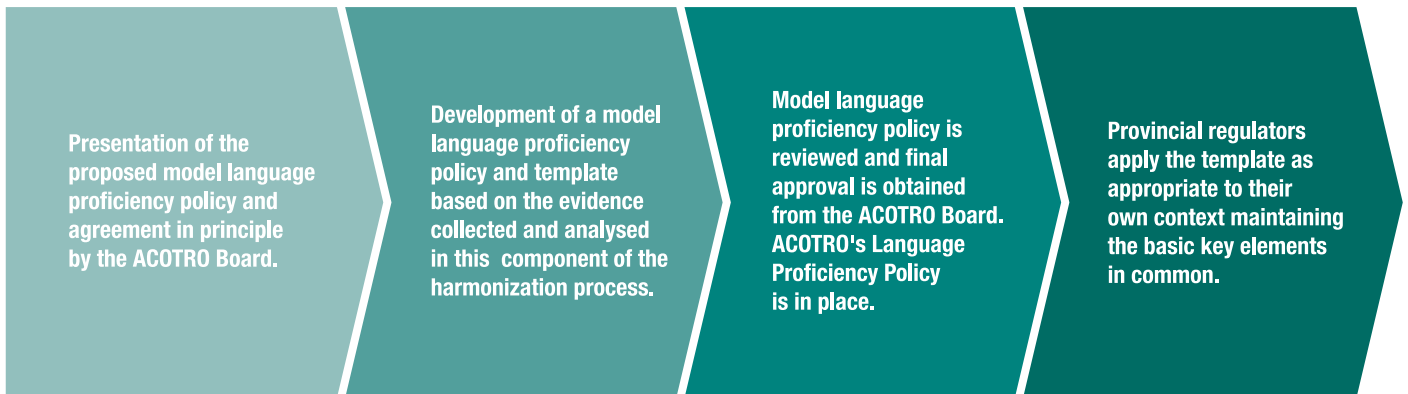 Presentation of the
proposed model language
proficiency policy and
agreement in principle
by the ACOTRO Board.
Development of a model
language proficiency
policy and template
based on the evidence
collected and analysed
in this component of the
harmonization process.
Model language
proficiency policy is
reviewed and final
approval is obtained
from the ACOTRO Board.
ACOTRO's Language
Proficiency Policy
is in place.
Provincial regulators
apply the template as
appropriate to their
own context maintaining
the basic key elements
in common.